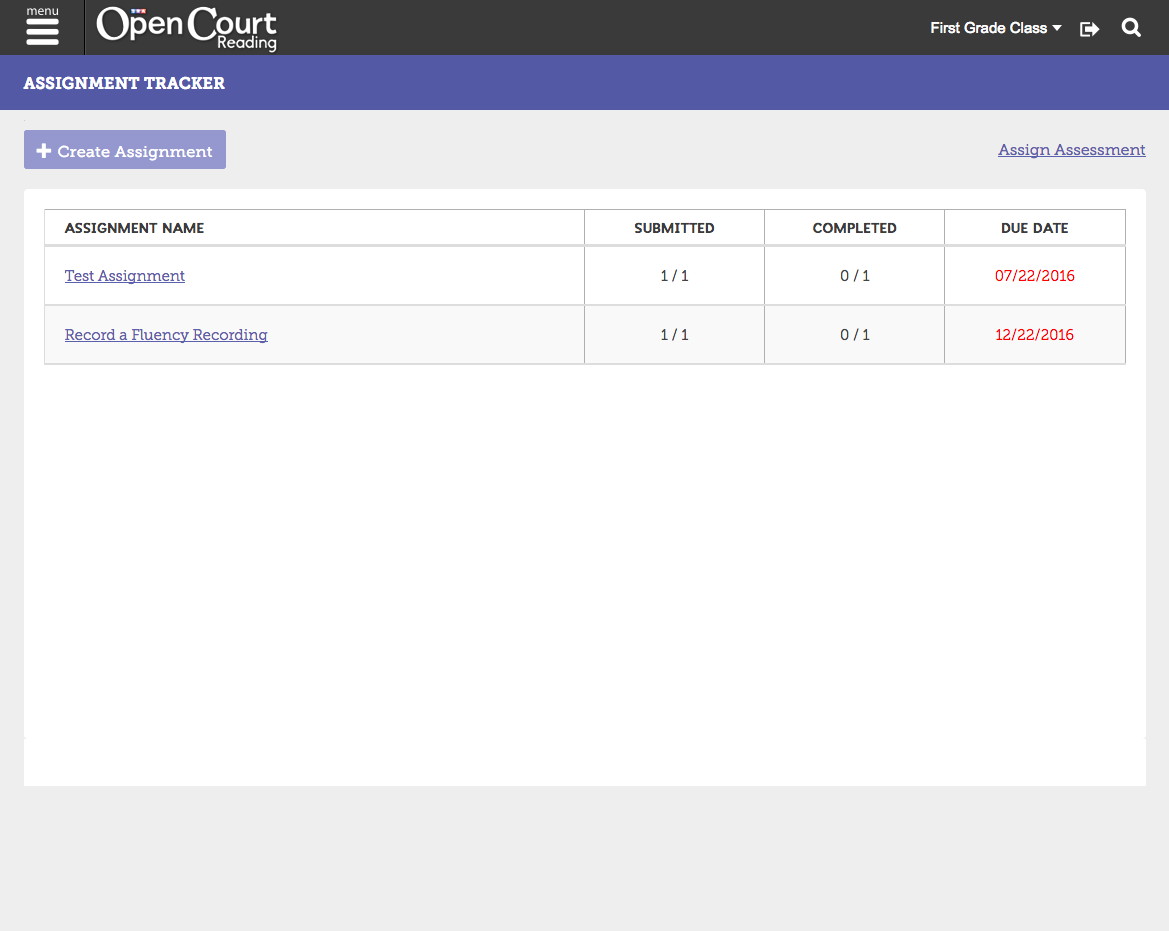 menu
Open Court
Reading
First Grade Class
ASSIGNMENT TRACKER
Create Assignment
Assign Assessment
ASSIGNMENT NAME SUBMITTED COMPLETED DUE DATE
Test Assignment 1 / 1 0 / 1 07/22/2016
Record a Fluency Recording 1 / 1 0 / 1 12/22/2016